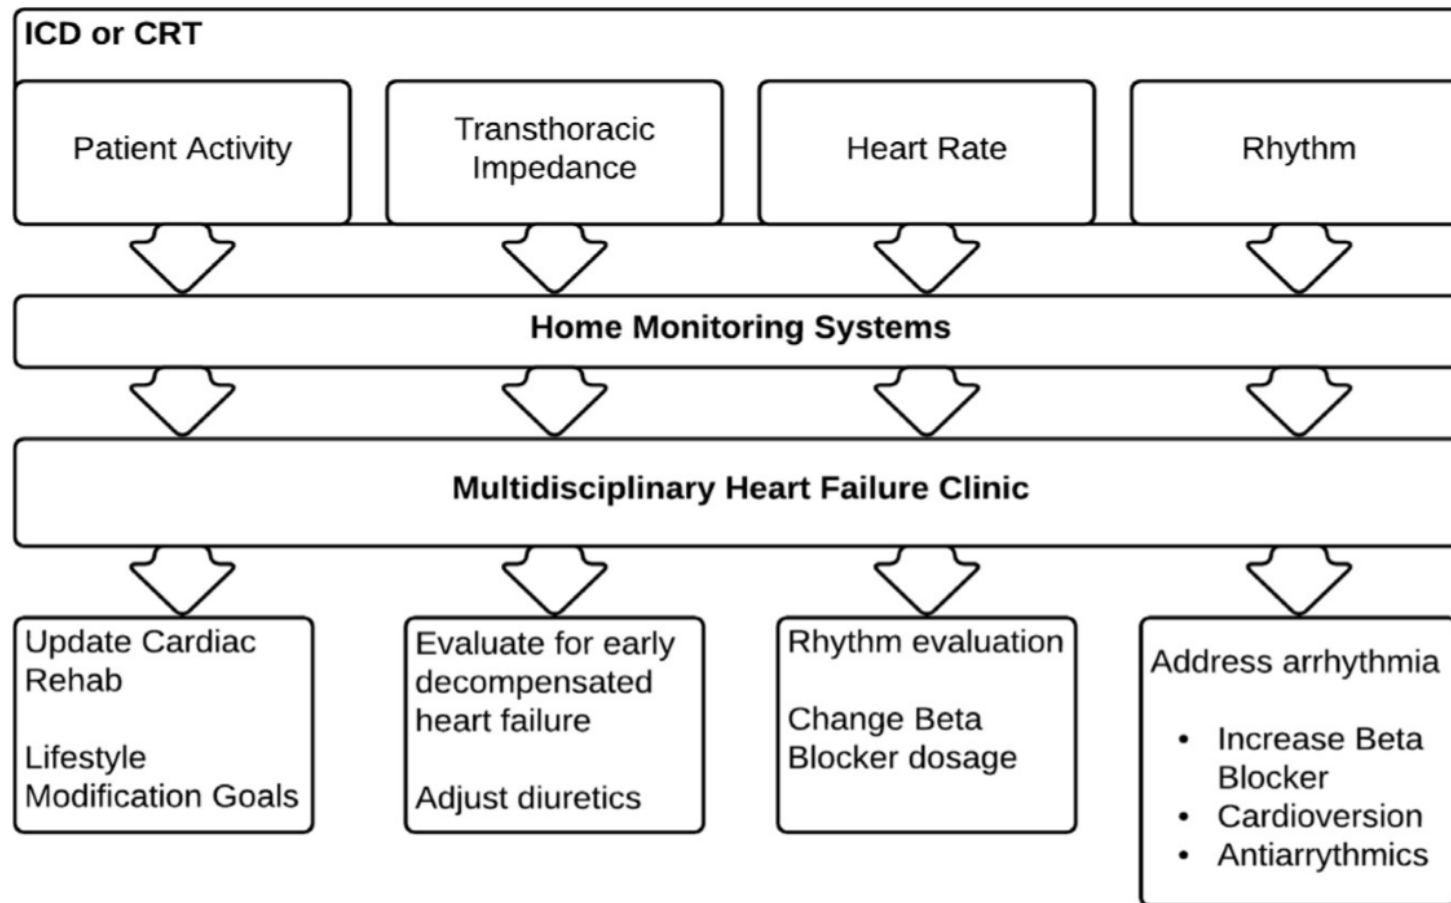 ICD or CRT
Patient Activity
Transthoracic
Impedance
Heart Rate
Rhythm
Home Monitoring Systems
Multidisciplinary Heart Failure Clinic
Update Cardiac
Rehab
Lifestyle
Modification Goals
Evaluate for early
decompensated
heart failure
Adjust diuretics
Rhythm evaluation
Change Beta
Blocker dosage
Address arrhythmia
• Increase Beta
Blocker
• Cardioversion
• Antiarrythmics